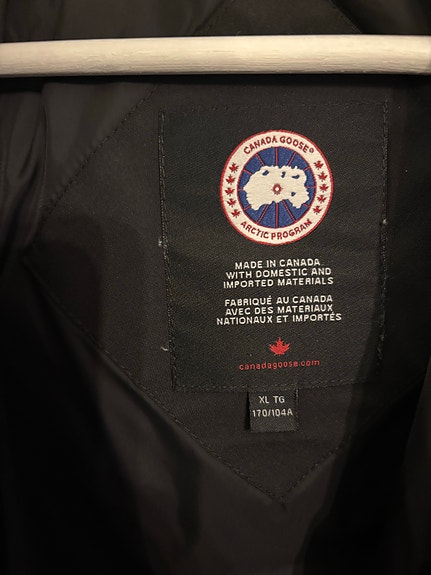 CANADA GOOSE®
ARCTIC PROGRAM
MADE IN CANADA
WITH DOMESTIC AND
IMPORTED MATERIALS
FABRIQUÉ AU CANADA
AVEC DES MATERIAUX
NATIONAUX ET IMPORTÉS
canadagoose.com
XL TG
170/104A